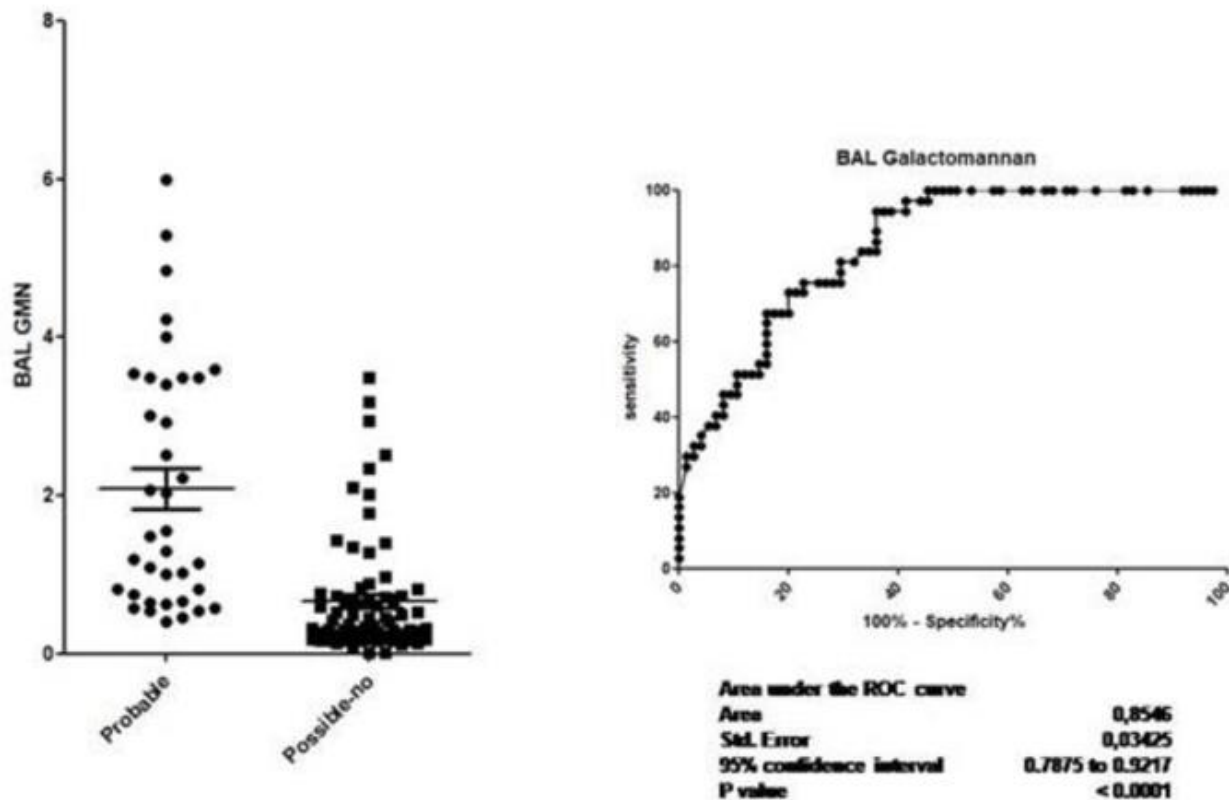 8
6
4
2
0
BAL GMN
Probable
Possible-no
BAL Galactomannan
100
80
60
40
20
0
sensitivity
0
20
40
60
80
100
100% - Specificity%
Area under the ROC curve
Area 0,8546
Std. Error 0,03425
95% confidence interval 0.7875 to 0.9217
P value < 0.0001